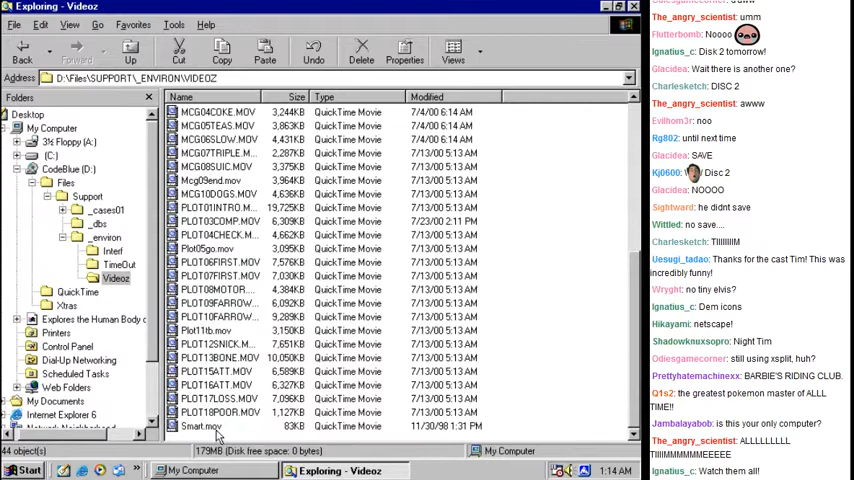 Exploring - Videoz
File Edit View Go Favorites Tools Help
Back Forward Up Cut Copy Paste Undo Delete Properties Views
Address D:\Files\SUPPORT\_ENVIRON\VIDEOZ
Folders
Desktop
My Computer
3½ Floppy (A:)
(C:)
CodeBlue (D:)
Files
Support
_cases01
_dbs
_environ
Interf
TimeOut
Videoz
QuickTime
Xtras
Explores the Human Body
Printers
Control Panel
Dial-Up Networking
Scheduled Tasks
Web Folders
My Documents
Internet Explorer 6
Name Size Type Modified
MCG04COKE.MOV 3,244KB QuickTime Movie 7/4/00 6:14 AM
MCG05TEAS.MOV 3,863KB QuickTime Movie 7/4/00 6:14 AM
MCG06SLOW.MOV 4,431KB QuickTime Movie 7/4/00 6:14 AM
MCG07TRIPLE.M... 2,287KB QuickTime Movie 7/13/00 5:13 AM
MCG08SUIC.MOV 3,375KB QuickTime Movie 7/13/00 5:13 AM
Mcg09end.mov 3,964KB QuickTime Movie 7/13/00 5:13 AM
MCG10DOGS.MOV 4,636KB QuickTime Movie 7/13/00 5:13 AM
PLOT01INTRO.M... 19,725KB QuickTime Movie 7/13/00 5:13 AM
PLOT03COMP.MOV 6,309KB QuickTime Movie 7/23/00 2:11 PM
PLOT04CHECK.M... 4,662KB QuickTime Movie 7/13/00 5:13 AM
Plot05go.mov 3,095KB QuickTime Movie 7/13/00 5:13 AM
PLOT06FIRST.MOV 7,576KB QuickTime Movie 7/13/00 5:13 AM
PLOT07FIRST.MOV 7,030KB QuickTime Movie 7/13/00 5:13 AM
PLOT08MOTOR.... 4,384KB QuickTime Movie 7/13/00 5:13 AM
PLOT09FARROW... 6,092KB QuickTime Movie 7/13/00 5:13 AM
PLOT10FARROW... 9,289KB QuickTime Movie 7/13/00 5:13 AM
Plot11tb.mov 3,150KB QuickTime Movie 7/13/00 5:13 AM
PLOT12SNICK.M... 7,651KB QuickTime Movie 7/13/00 5:13 AM
PLOT13BONE.MOV 10,050KB QuickTime Movie 7/13/00 5:13 AM
PLOT15ATT.MOV 6,589KB QuickTime Movie 7/13/00 5:13 AM
PLOT16ATT.MOV 6,327KB QuickTime Movie 7/13/00 5:13 AM
PLOT17LOSS.MOV 7,096KB QuickTime Movie 7/13/00 5:13 AM
PLOT18POOR.MOV 1,127KB QuickTime Movie 7/13/00 5:13 AM
Smart.mov 83KB QuickTime Movie 11/30/98 1:31 PM
44 object(s) 179MB (Disk free space: 0 bytes) My Computer
Start My Computer Exploring - Videoz 1:14 AM
The_angry_scientist: umm
Flutterbomb: Noooo
Ignatius_c: Disk 2 tomorrow!
Glacidea: Wait there is another one?
Charlesketch: DISC 2
The_angry_scientist: awww
Evilhom3r: noo
Rg802: until next time
Glacidea: SAVE
Kj0600: \ / Disc 2
Glacidea: NOOOO
Sightward: he didnt save
Wittled: no save....
Charlesketch: TIIIIIIIM
Uesugi_tadao: Thanks for the cast Tim! This was
incredibly funny!
Wryght: no tiny elvis?
Ignatius_c: Dem icons
Hikayami: netscape!
Shadowknuxsopro: Night Tim
Odiesgamecorner: still using xsplit, huh?
Prettyhatemachinexx: BARBIE'S RIDING CLUB.
Q1s2: the greatest pokemon master of ALLL
TIME!!
Jambalayabob: is this your only computer?
The_angry_scientist: ALLLLLLLLL
TIIIIMMMMMEEEEE
Ignatius_c: Watch them all!